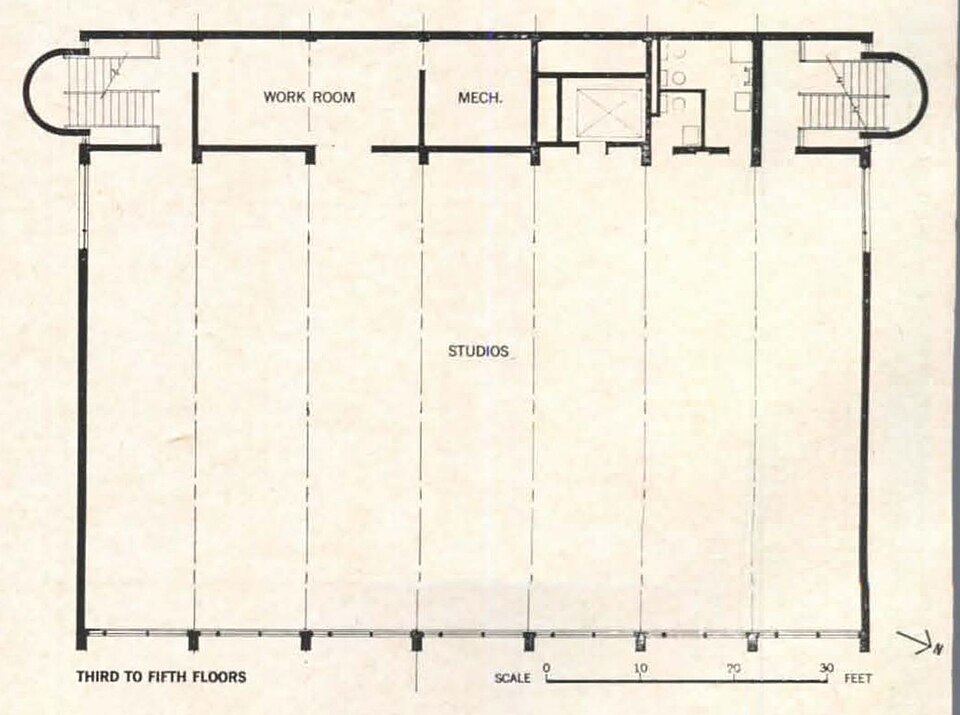 WORK ROOM
MECH.
STUDIOS
THIRD TO FIFTH FLOORS
SCALE 0 10 20 30 FEET
N